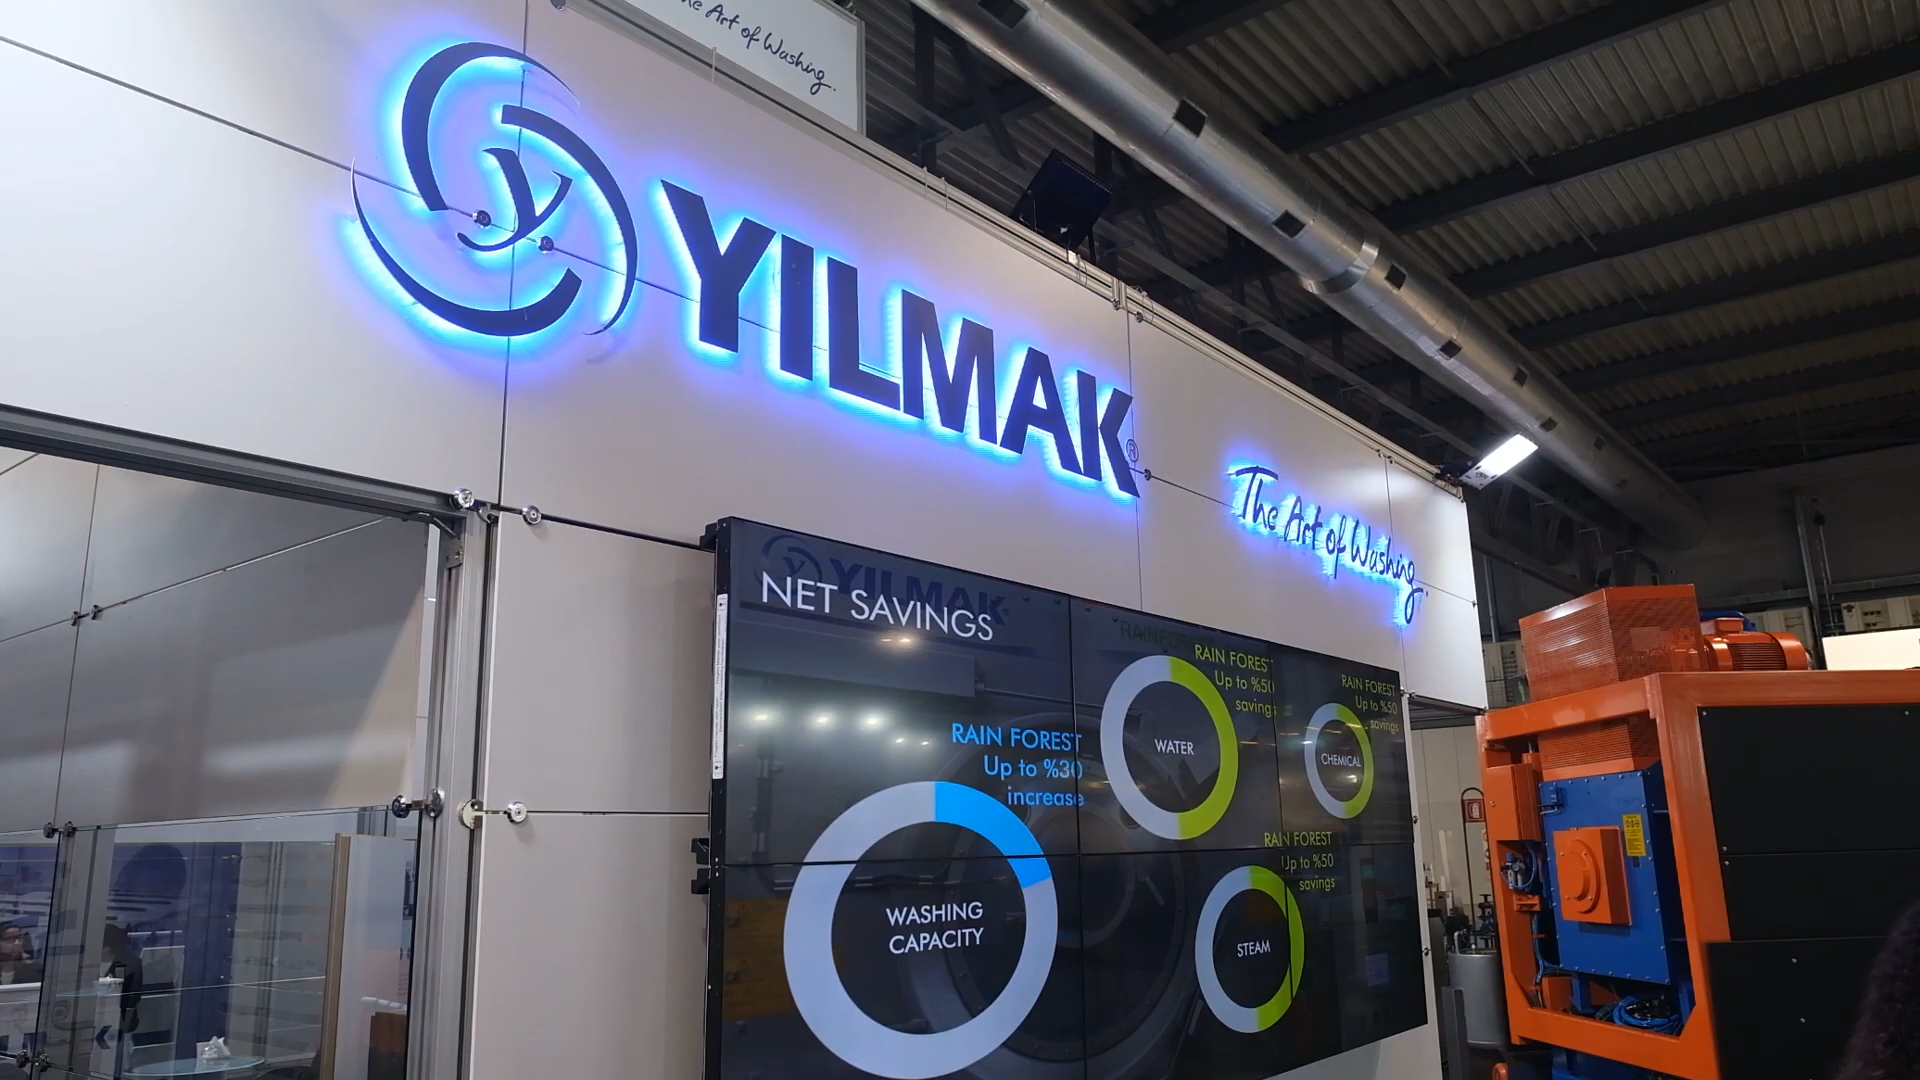 The Art of Washing.
y
YILMAK®
The Art of Washing.
YILMAK
NET SAVINGS
RAIN FOREST
Up to %50
savings
RAIN FOREST
Up to %50
savings
WATER
CHEMICAL
RAIN FOREST
Up to %30
increase
RAIN FOREST
Up to %50
savings
WASHING
CAPACITY
STEAM